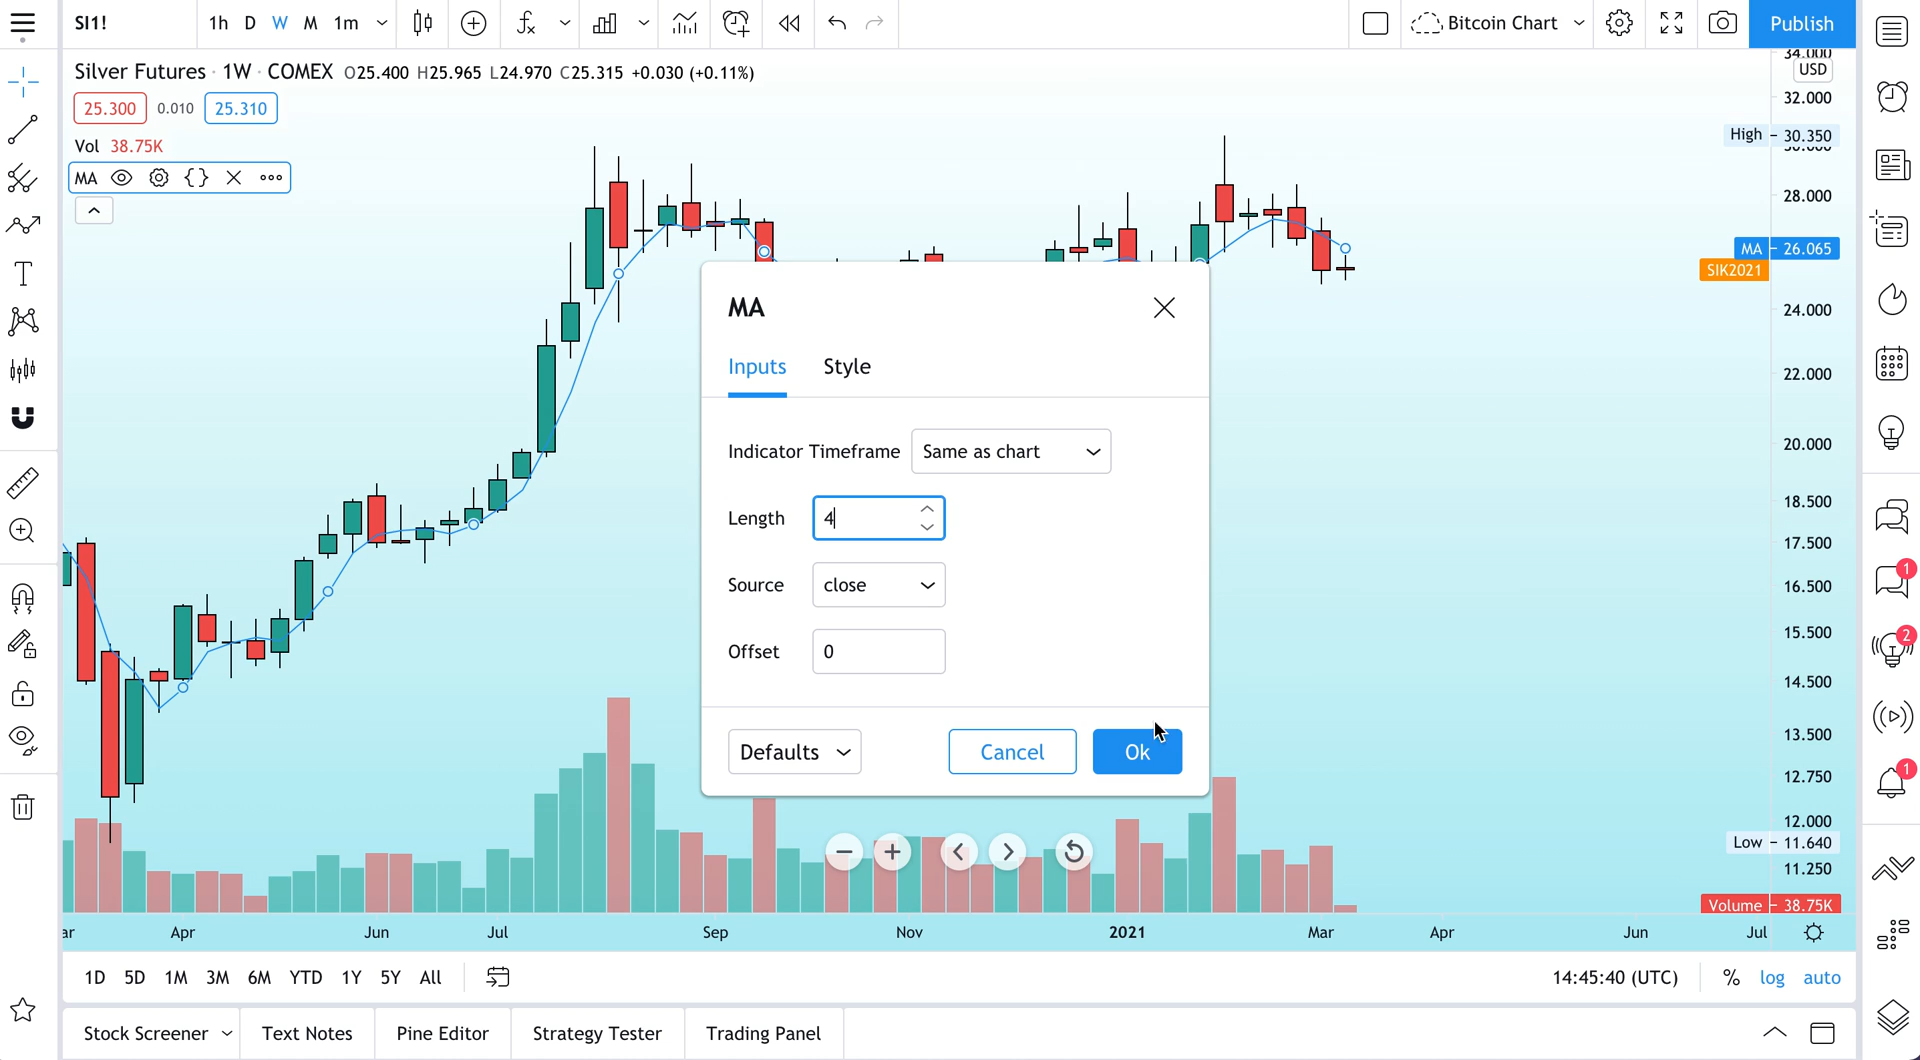 SI1!
1h D W M 1m
Bitcoin Chart
Publish
Silver Futures · 1W · COMEX O25.400 H25.965 L24.970 C25.315 +0.030 (+0.11%)
25.300 0.010 25.310
Vol 38.75K
MA
34.000
USD
32.000
High - 30.350
28.000
MA - 26.065
SIK2021
24.000
22.000
20.000
18.500
17.500
16.500
15.500
14.500
13.500
12.750
12.000
Low - 11.640
11.250
Volume - 38.75K
MA
Inputs Style
Indicator Timeframe Same as chart
Length 4
Source close
Offset 0
Defaults Cancel Ok
ar Apr Jun Jul Sep Nov 2021 Mar Apr Jun Jul
1D 5D 1M 3M 6M YTD 1Y 5Y All
14:45:40 (UTC) % log auto
Stock Screener Text Notes Pine Editor Strategy Tester Trading Panel
1
2
1